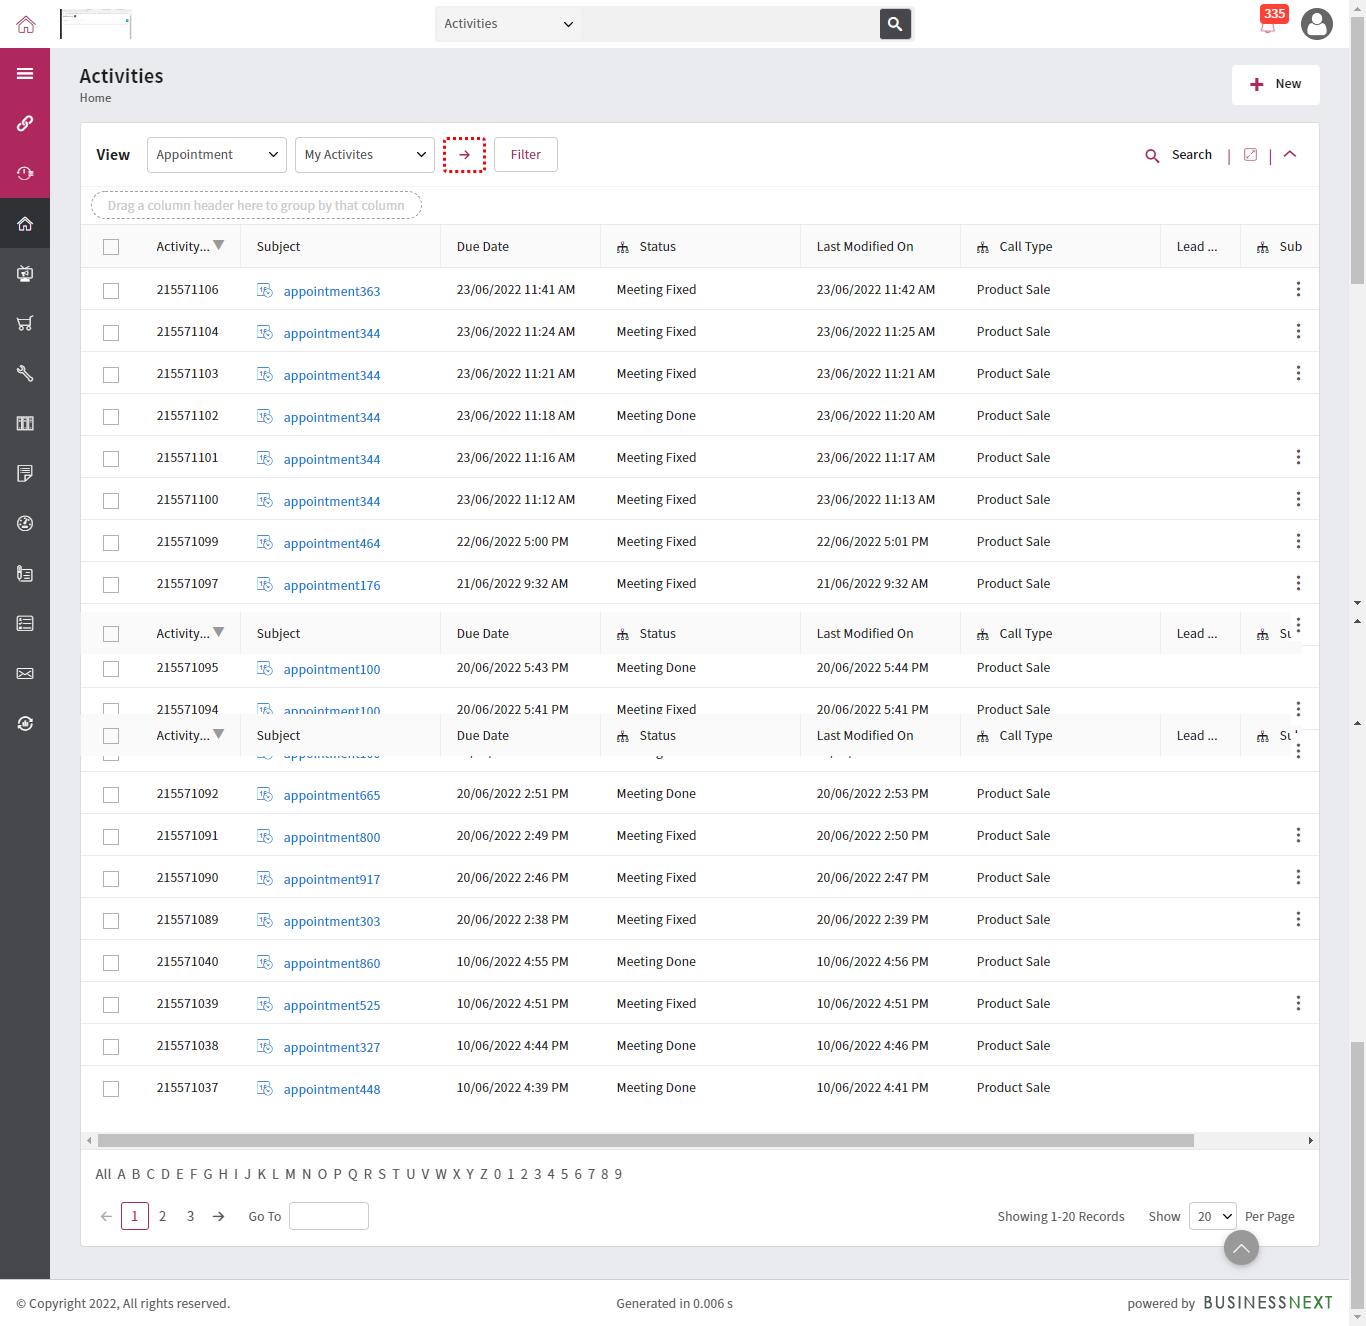 Activities
335
Activities
Home
New
View Appointment My Activites Filter Search
Drag a column header here to group by that column
Activity... Subject Due Date Status Last Modified On Call Type Lead ... Sub
215571106 appointment363 23/06/2022 11:41 AM Meeting Fixed 23/06/2022 11:42 AM Product Sale
215571104 appointment344 23/06/2022 11:24 AM Meeting Fixed 23/06/2022 11:25 AM Product Sale
215571103 appointment344 23/06/2022 11:21 AM Meeting Fixed 23/06/2022 11:21 AM Product Sale
215571102 appointment344 23/06/2022 11:18 AM Meeting Done 23/06/2022 11:20 AM Product Sale
215571101 appointment344 23/06/2022 11:16 AM Meeting Fixed 23/06/2022 11:17 AM Product Sale
215571100 appointment344 23/06/2022 11:12 AM Meeting Fixed 23/06/2022 11:13 AM Product Sale
215571099 appointment464 22/06/2022 5:00 PM Meeting Fixed 22/06/2022 5:01 PM Product Sale
215571097 appointment176 21/06/2022 9:32 AM Meeting Fixed 21/06/2022 9:32 AM Product Sale
Activity... Subject Due Date Status Last Modified On Call Type Lead ...
215571095 appointment100 20/06/2022 5:43 PM Meeting Done 20/06/2022 5:44 PM Product Sale
215571094 appointment100 20/06/2022 5:41 PM Meeting Fixed 20/06/2022 5:41 PM Product Sale
Activity... Subject Due Date Status Last Modified On Call Type Lead ...
215571092 appointment665 20/06/2022 2:51 PM Meeting Done 20/06/2022 2:53 PM Product Sale
215571091 appointment800 20/06/2022 2:49 PM Meeting Fixed 20/06/2022 2:50 PM Product Sale
215571090 appointment917 20/06/2022 2:46 PM Meeting Fixed 20/06/2022 2:47 PM Product Sale
215571089 appointment303 20/06/2022 2:38 PM Meeting Fixed 20/06/2022 2:39 PM Product Sale
215571040 appointment860 10/06/2022 4:55 PM Meeting Done 10/06/2022 4:56 PM Product Sale
215571039 appointment525 10/06/2022 4:51 PM Meeting Fixed 10/06/2022 4:51 PM Product Sale
215571038 appointment327 10/06/2022 4:44 PM Meeting Done 10/06/2022 4:46 PM Product Sale
215571037 appointment448 10/06/2022 4:39 PM Meeting Done 10/06/2022 4:41 PM Product Sale
All A B C D E F G H I J K L M N O P Q R S T U V W X Y Z 0 1 2 3 4 5 6 7 8 9
1 2 3 Go To Showing 1-20 Records Show 20 Per Page
© Copyright 2022, All rights reserved. Generated in 0.006 s powered by BUSINESSNEXT